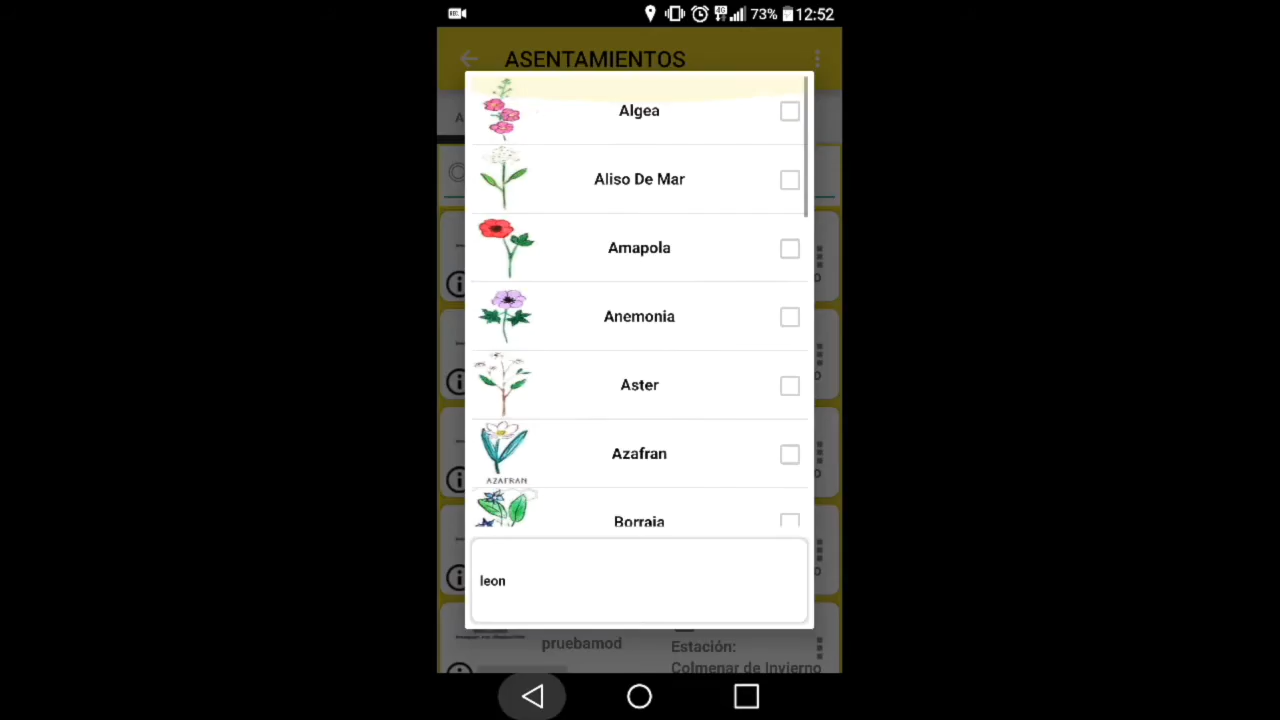 73% 12:52
ASENTAMIENTOS
Algea
Aliso De Mar
Amapola
Anemonia
Aster
Azafran
AZAFRAN
Borraja
leon
pruebamod
Estación:
Colmenar de Invierno